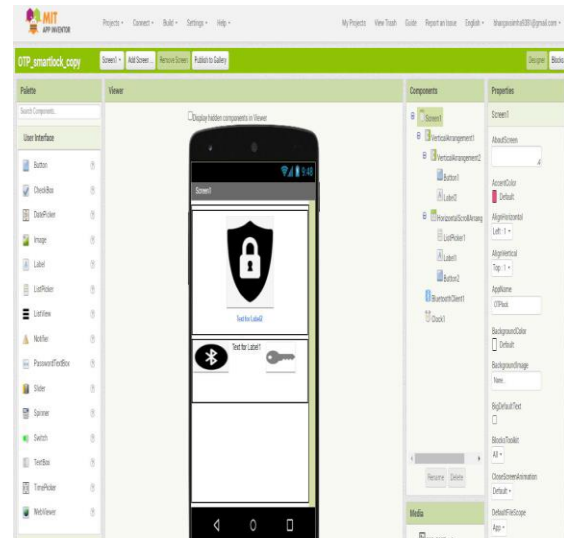 MIT
APP INVENTOR
Projects
Connect
Build
Settings
Help
My Projects
View Trash
Guide
Report an Issue
English
OTP_smartlock_copy
Screen1
Add Screen ...
Remove Screen
Publish to Gallery
Designer
Blocks
Palette
Search Components...
User Interface
Button
CheckBox
DatePicker
Image
Label
ListPicker
ListView
Notifier
PasswordTextBox
Slider
Spinner
Switch
TextBox
TimePicker
WebViewer
Viewer
Display hidden components in Viewer
9:48
Screen1
Text for Label2
Text for Label1
Components
Screen1
VerticalArrangement1
VerticalArrangement2
Button1
Label2
HorizontalScrollArrang
ListPicker1
Label1
Button2
BluetoothClient1
Clock1
Rename
Delete
Media
Properties
Screen1
AboutScreen
AccentColor
Default
AlignHorizontal
Left : 1
AlignVertical
Top : 1
AppName
BackgroundColor
Default
BackgroundImage
None...
BigDefaultText
BlocksToolkit
All
CloseScreenAnimation
Default
DefaultFileScope
App